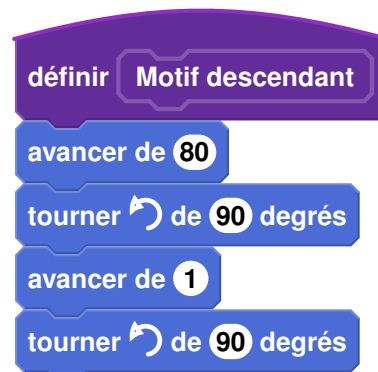 définir Motif descendant
avancer de 80
tourner de 90 degrés
avancer de 1
tourner de 90 degrés